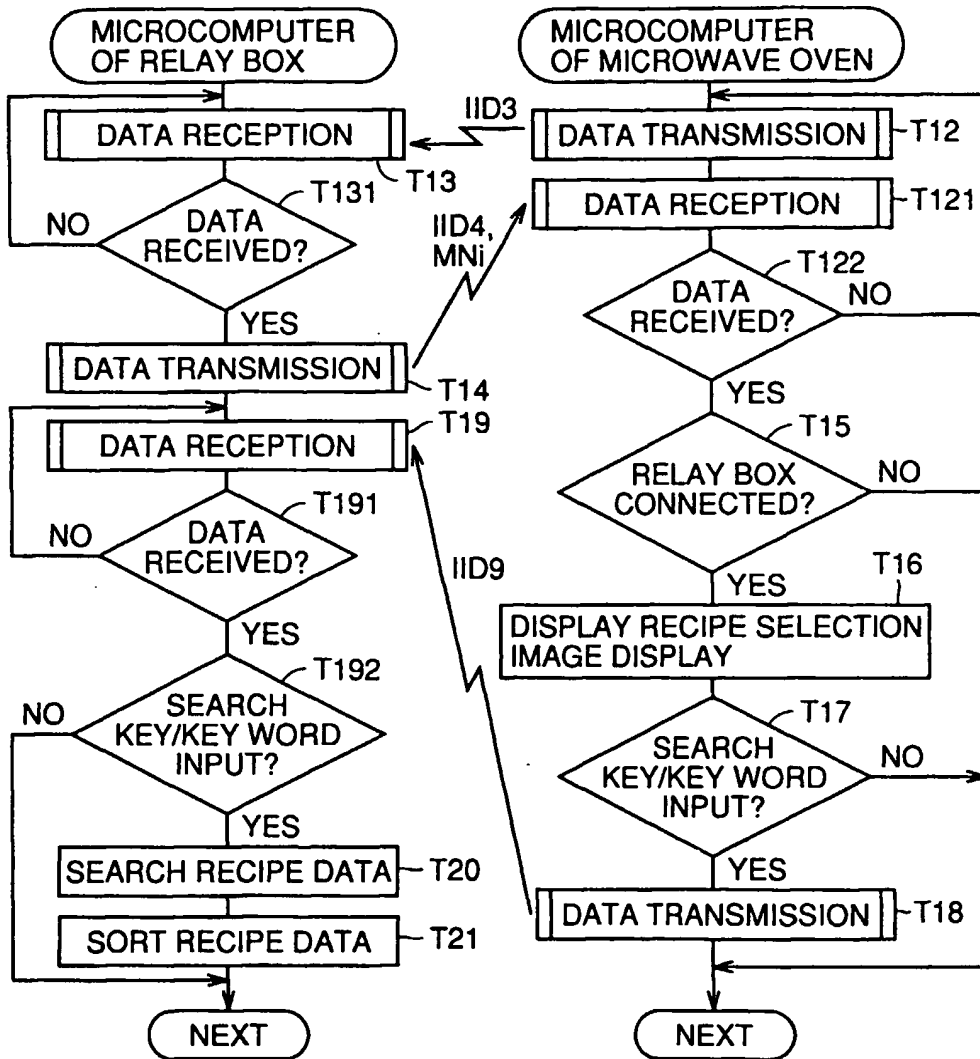 MICROCOMPUTER
OF RELAY BOX
DATA RECEPTION
T13
T131
NO
DATA
RECEIVED?
YES
DATA TRANSMISSION
T14
T19
DATA RECEPTION
T191
NO
DATA
RECEIVED?
YES
T192
NO
SEARCH
KEY/KEY WORD
INPUT?
YES
SEARCH RECIPE DATA
T20
SORT RECIPE DATA
T21
NEXT
IID3
IID4,
MNi
IID9
MICROCOMPUTER
OF MICROWAVE OVEN
DATA TRANSMISSION
T12
DATA RECEPTION
T121
T122
DATA
RECEIVED?
NO
YES
T15
RELAY BOX
CONNECTED?
NO
YES
T16
DISPLAY RECIPE SELECTION
IMAGE DISPLAY
T17
SEARCH
KEY/KEY WORD
INPUT?
NO
YES
DATA TRANSMISSION
T18
NEXT